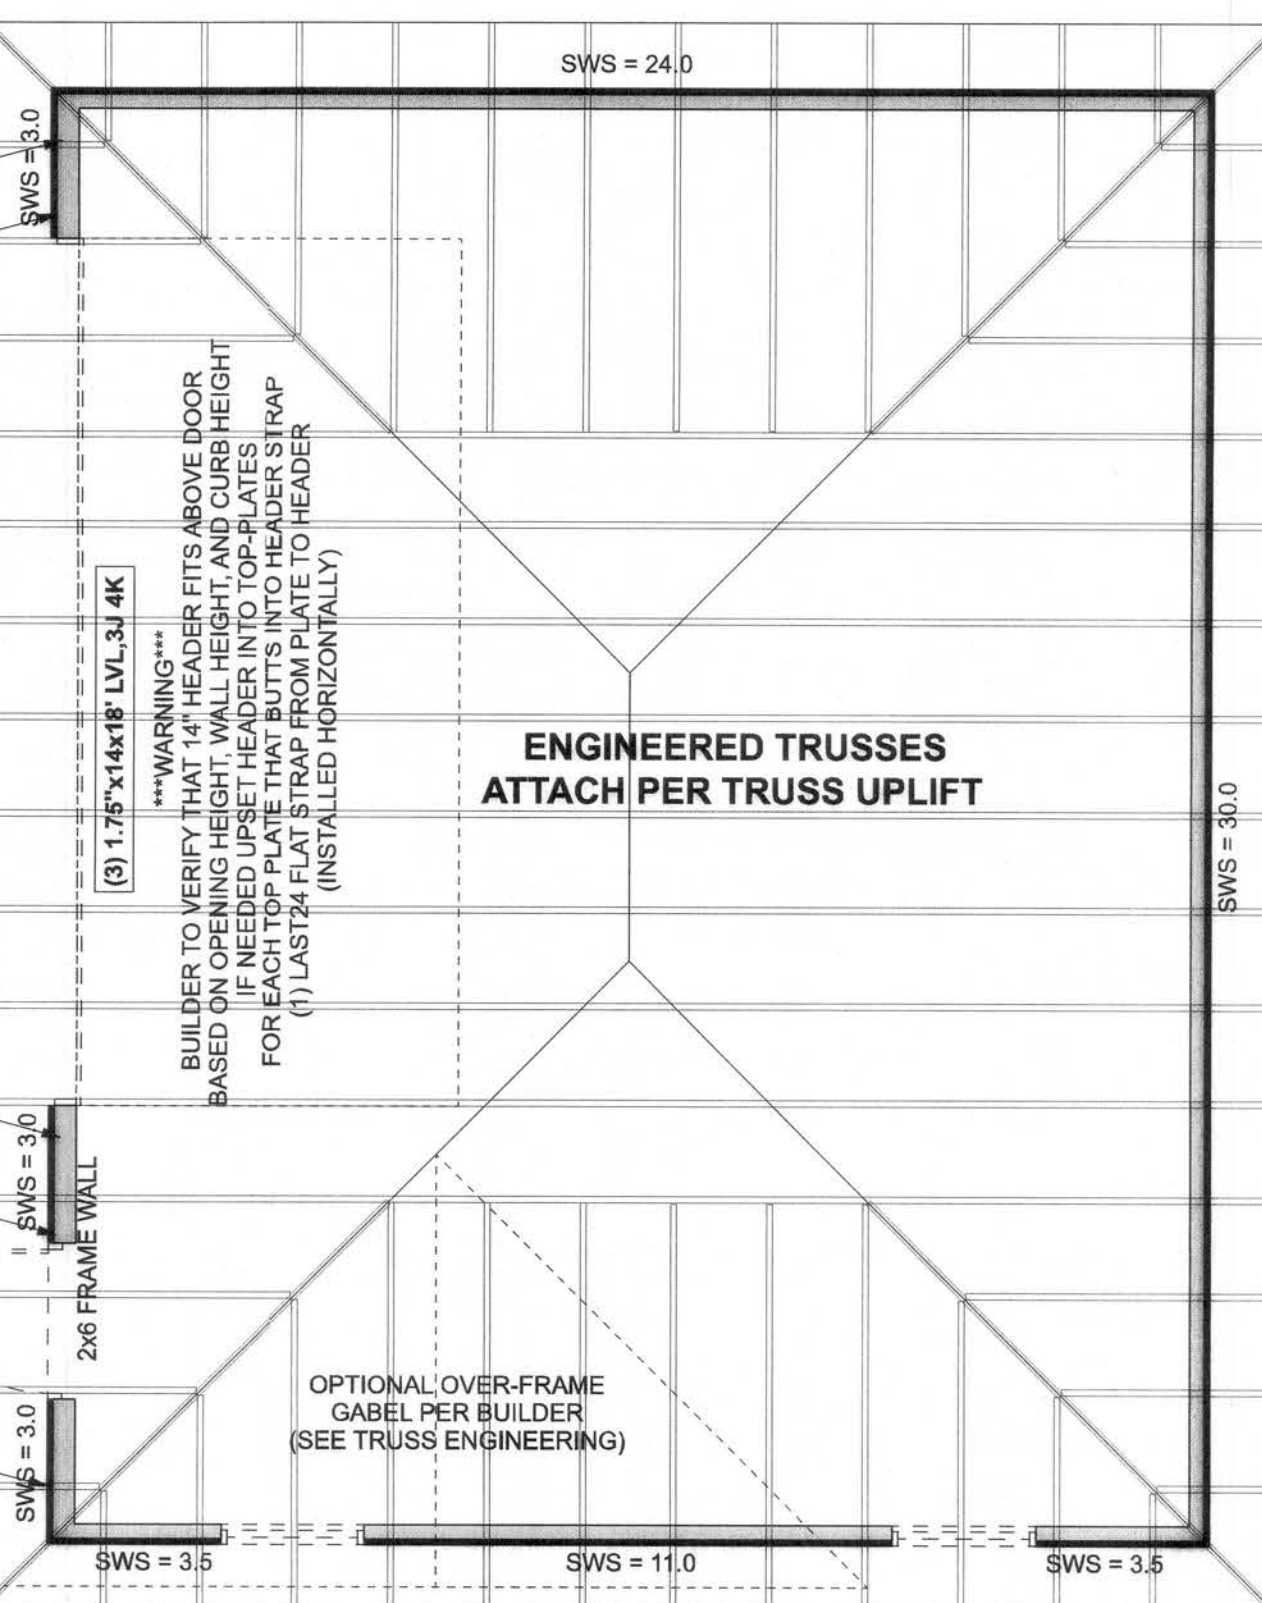 SWS = 24.0
SWS = 3.0
(3) 1.75"x14x18' LVL,3J 4K
***WARNING***
BUILDER TO VERIFY THAT 14" HEADER FITS ABOVE DOOR
BASED ON OPENING HEIGHT, WALL HEIGHT, AND CURB HEIGHT
IF NEEDED UPSET HEADER INTO TOP-PLATES
FOR EACH TOP PLATE THAT BUTTS INTO HEADER STRAP
(1) LAST24 FLAT STRAP FROM PLATE TO HEADER
(INSTALLED HORIZONTALLY)
ENGINEERED TRUSSES
ATTACH PER TRUSS UPLIFT
SWS = 30.0
SWS = 3.0
2x6 FRAME WALL
OPTIONAL OVER-FRAME
GABEL PER BUILDER
(SEE TRUSS ENGINEERING)
SWS = 3.0
SWS = 3.5
SWS = 11.0
SWS = 3.5